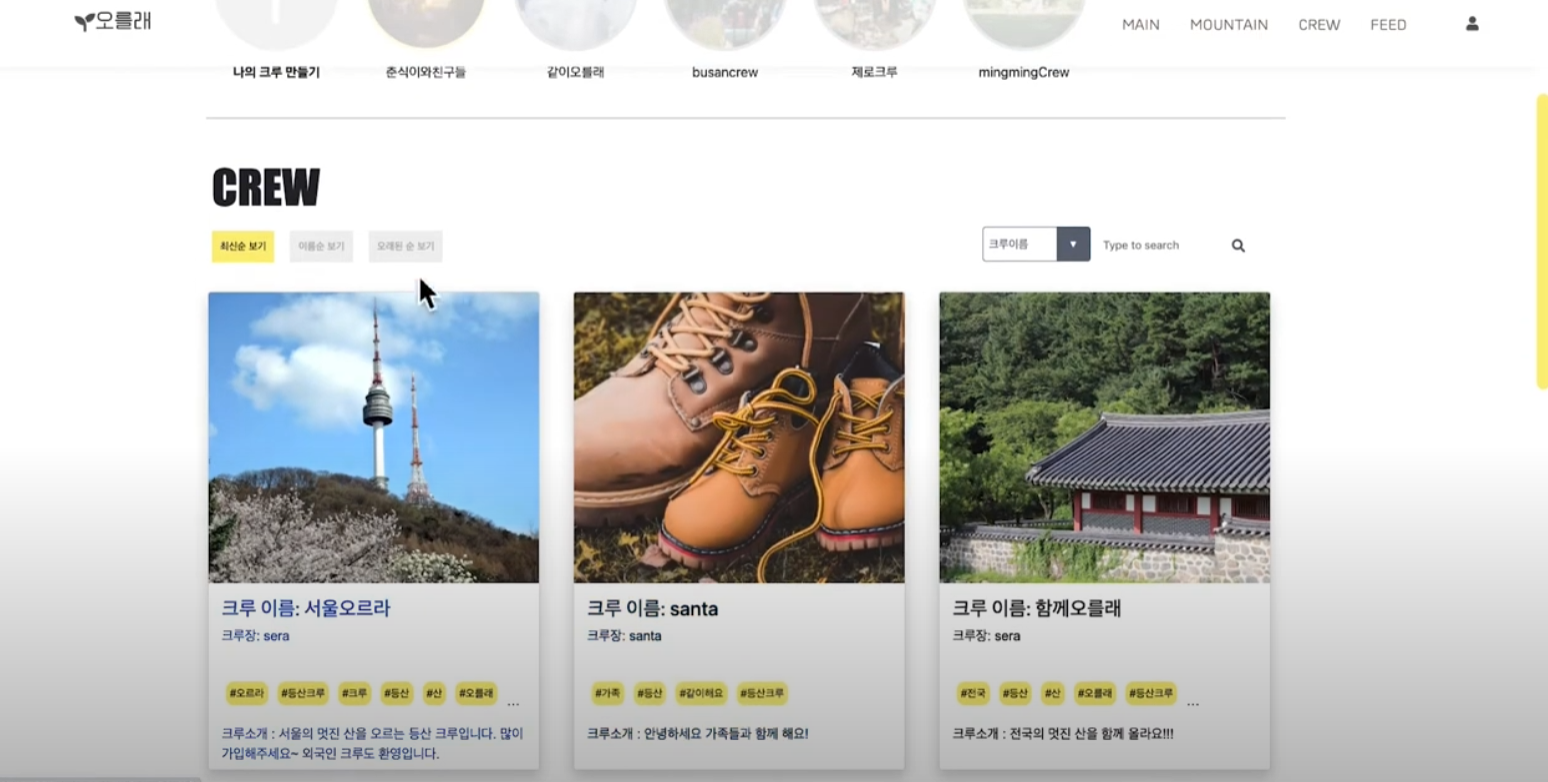 오를래
MAIN MOUNTAIN CREW FEED
나의 크루 만들기 춘식이와친구들 같이오를래 busancrew 제로크루 mingmingCrew
CREW
최신순 보기 이름순 보기 오래된 순 보기
크루이름 ▼ Type to search
크루 이름: 서울오르라
크루장: sera
#오르라 #등산크루 #크루 #등산 #산 #오를래 ...
크루소개 : 서울의 멋진 산을 오르는 등산 크루입니다. 많이
가입해주세요~ 외국인 크루도 환영입니다.
크루 이름: santa
크루장: santa
#가족 #등산 #같이해요 #등산크루
크루소개 : 안녕하세요 가족들과 함께 해요!
크루 이름: 함께오를래
크루장: sera
#전국 #등산 #산 #오를래 #등산크루 ...
크루소개 : 전국의 멋진 산을 함께 올라요!!!